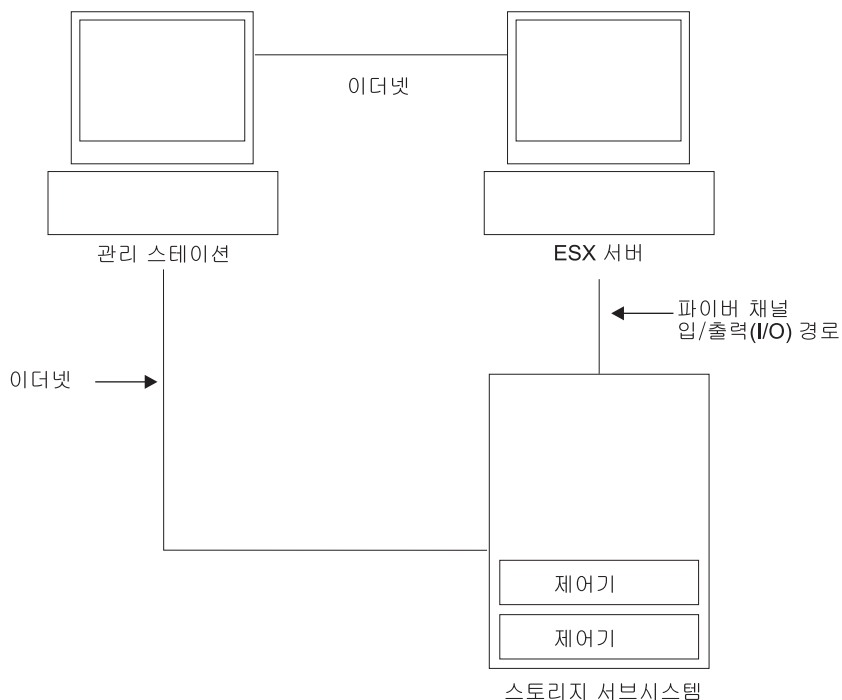 이더넷
관리 스테이션
ESX 서버
파이버 채널
입/출력(I/O) 경로
이더넷
제어기
제어기
스토리지 서브시스템